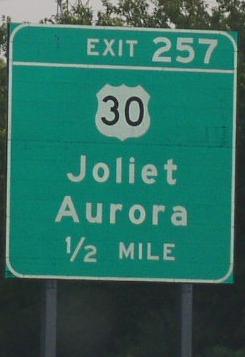 EXIT 257
30
Joliet
Aurora
1/2 MILE